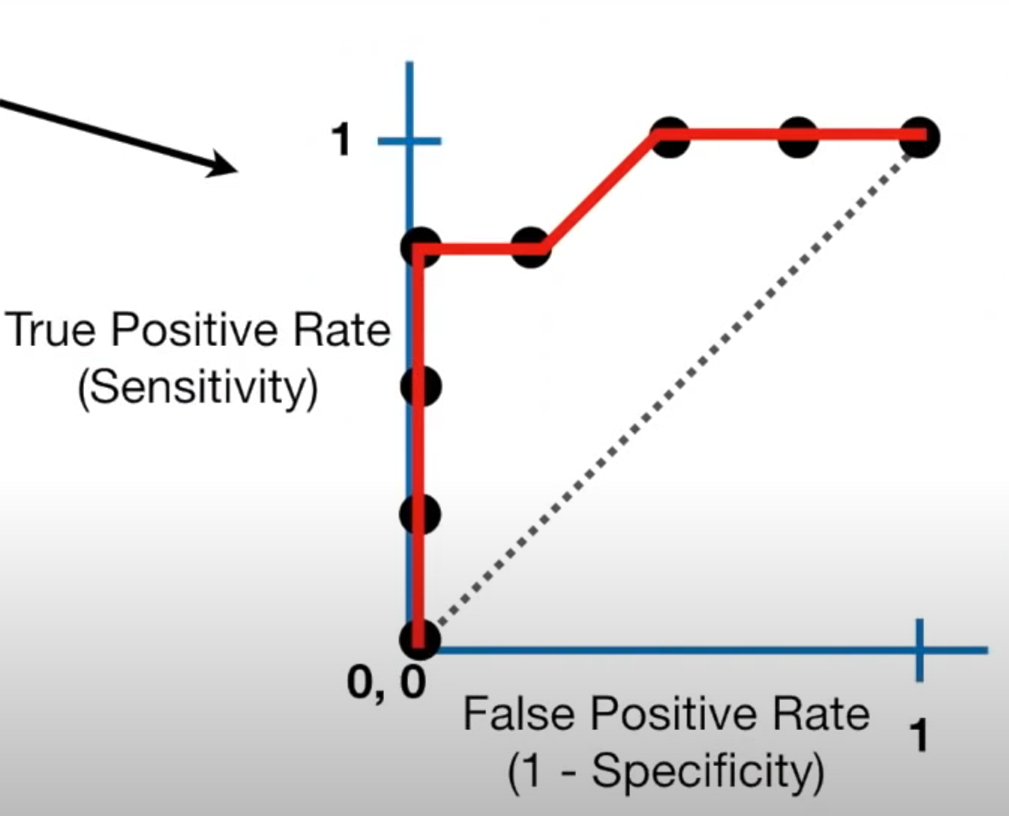 1
True Positive Rate
(Sensitivity)
0, 0
False Positive Rate
(1 - Specificity)
1